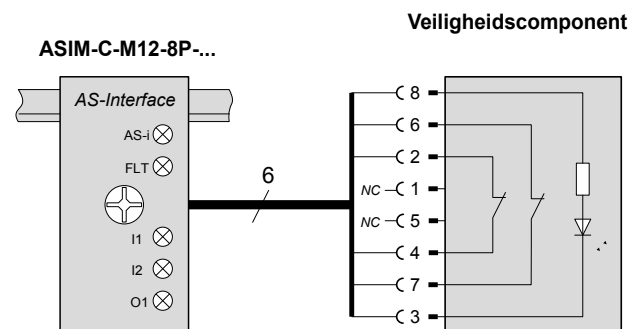 Veiligheidscomponent
ASIM-C-M12-8P-...
AS-Interface
AS-i
FLT
I1
I2
O1
6
8
6
2
NC 1
NC 5
4
7
3